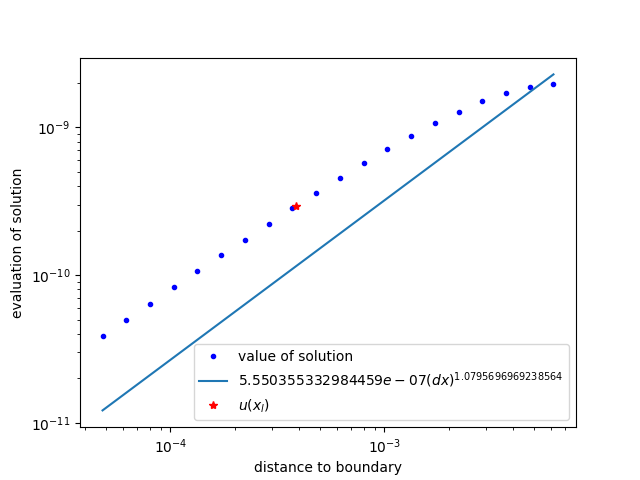 evaluation of solution
10⁻⁹
10⁻¹⁰
10⁻¹¹
value of solution
5.550355332984459e − 07(dx)¹·⁰⁷⁹⁵⁶⁹⁶⁹⁶⁹²³⁸⁵⁶⁴
u(x_l)
10⁻⁴
10⁻³
distance to boundary